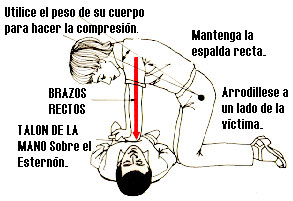 Utilice el peso de su cuerpo
para hacer la compresión.
Mantenga la
espalda recta..
BRAZOS
RECTOS
Arrodíllese a
un lado de la
víctima..
TALON DE LA
MANO Sobre el
Esternón..